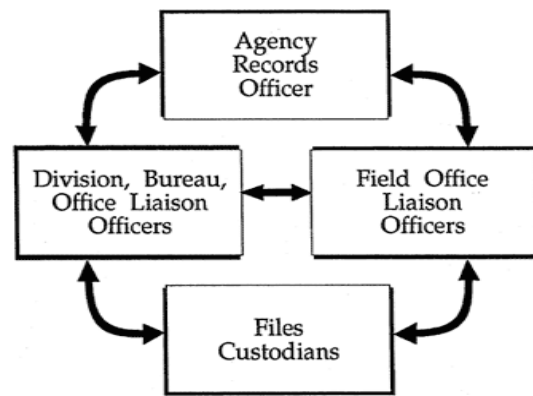 Agency
Records
Officer
Division, Bureau,
Office Liaison
Officers
Field Office
Liaison
Officers
Files
Custodians